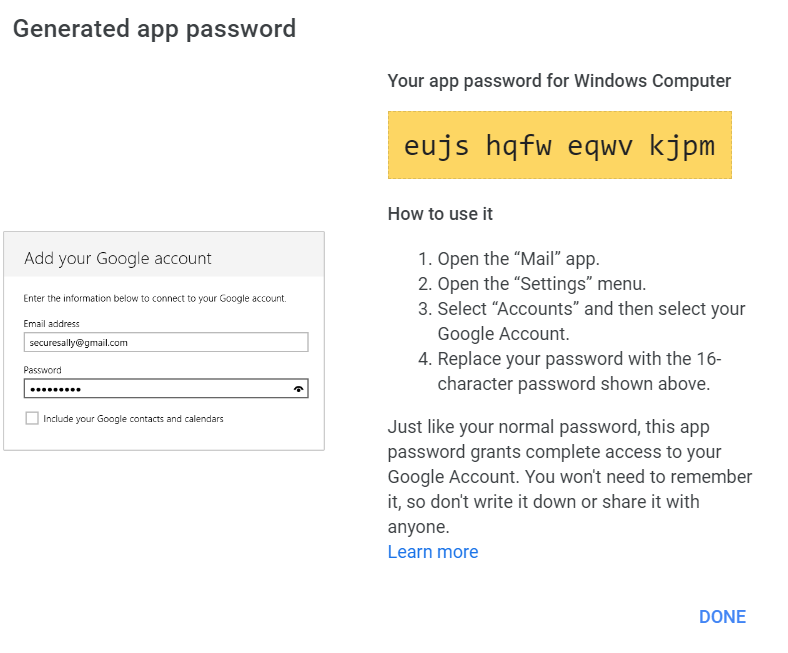 Generated app password
Your app password for Windows Computer
eujs hqfw eqwv kjpm
How to use it
1. Open the “Mail” app.
2. Open the “Settings” menu.
3. Select “Accounts” and then select your
Google Account.
4. Replace your password with the 16-
character password shown above.
Just like your normal password, this app
password grants complete access to your
Google Account. You won't need to remember
it, so don't write it down or share it with
anyone.
Learn more
DONE
Add your Google account
Enter the information below to connect to your Google account.
Email address
securesally@gmail.com
Password
•••••••••
Include your Google contacts and calendars